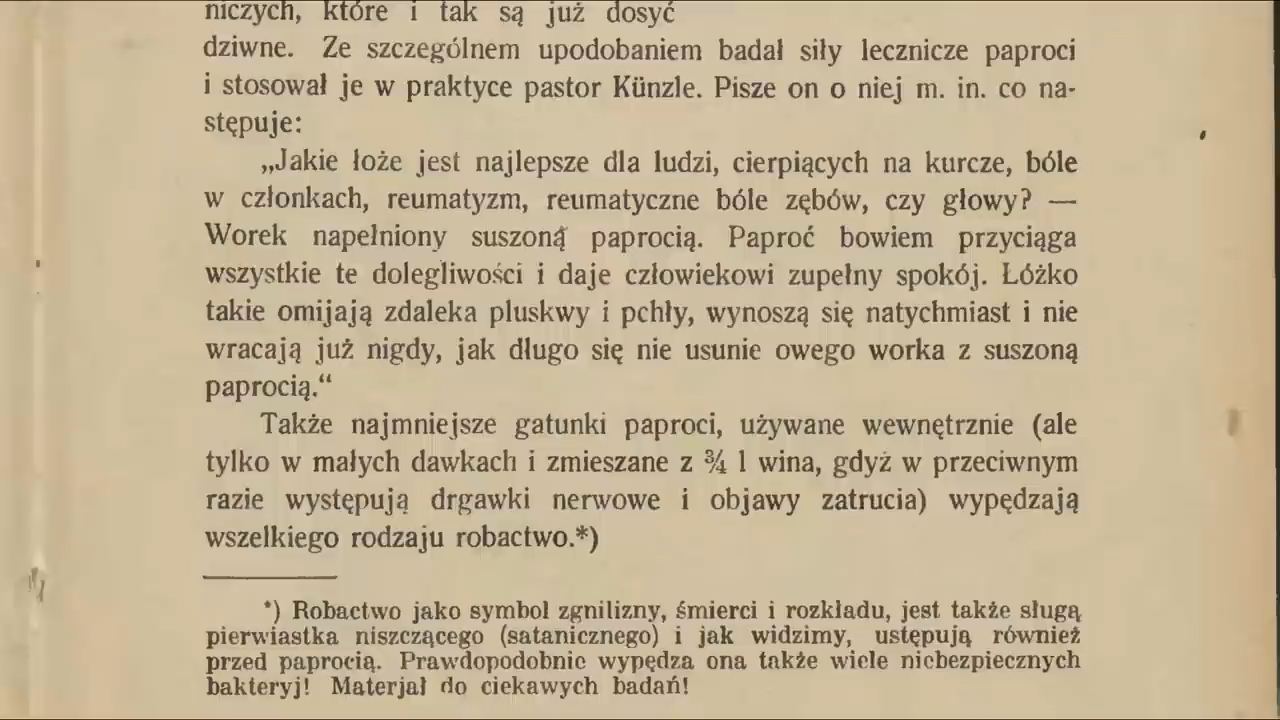 niczych, które i tak są już dosyć
dziwne. Ze szczególnem upodobaniem badał siły lecznicze paproci
i stosował je w praktyce pastor Künzle. Pisze on o niej m. in. co na-
stępuje:
„Jakie łoże jest najlepsze dla ludzi, cierpiących na kurcze, bóle
w członkach, reumatyzm, reumatyczne bóle zębów, czy głowy? —
Worek napełniony suszoną paprocią. Paproć bowiem przyciąga
wszystkie te dolegliwości i daje człowiekowi zupełny spokój. Łóżko
takie omijają zdaleka pluskwy i pchły, wynoszą się natychmiast i nie
wracają już nigdy, jak długo się nie usunie owego worka z suszoną
paprocią.“
Także najmniejsze gatunki paproci, używane wewnętrznie (ale
tylko w małych dawkach i zmieszane z ¾ l wina, gdyż w przeciwnym
razie występują drgawki nerwowe i objawy zatrucia) wypędzają
wszelkiego rodzaju robactwo.*)
*) Robactwo jako symbol zgnilizny, śmierci i rozkładu, jest także sługą
pierwiastka niszczącego (satanicznego) i jak widzimy, ustępują również
przed paprocią. Prawdopodobnie wypędza ona także wiele niebezpiecznych
bakteryj! Materjał do ciekawych badań!